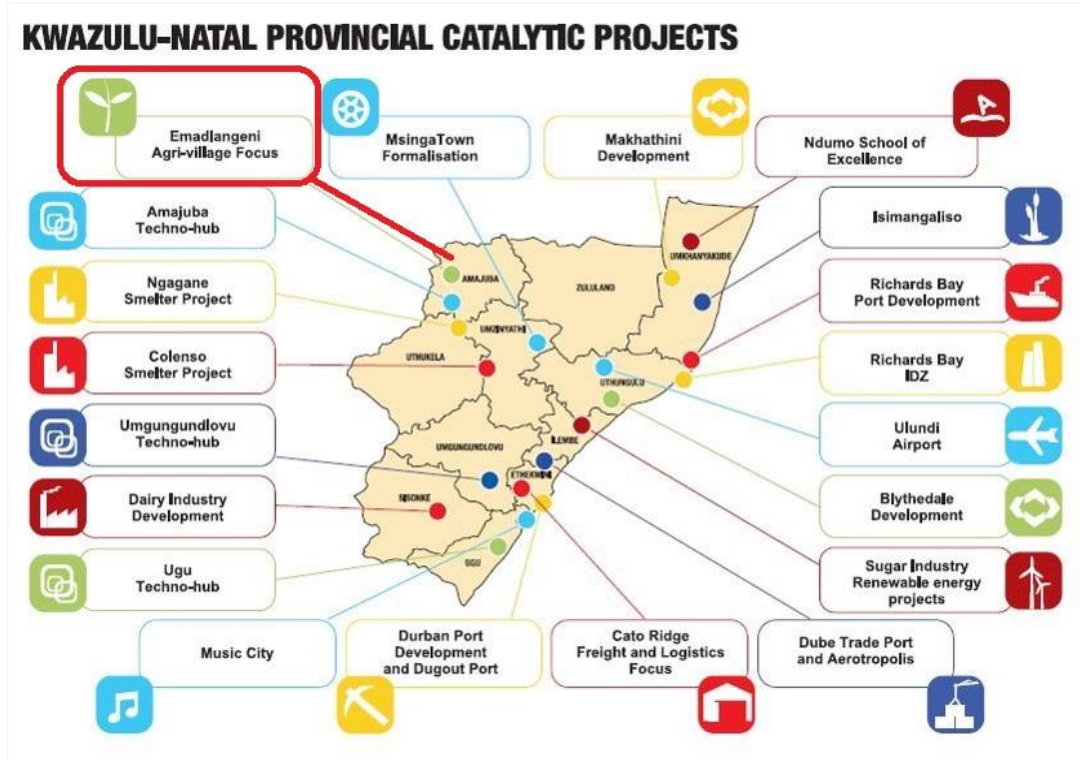 KWAZULU-NATAL PROVINCIAL CATALYTIC PROJECTS
Emadlangeni
Agri-village Focus
MsingaTown
Formalisation
Makhathini
Development
Ndumo School of
Excellence
Amajuba
Techno-hub
Ngagane
Smelter Project
Colenso
Smelter Project
Umgungundlovu
Techno-hub
Dairy Industry
Development
Ugu
Techno-hub
AMAJUBA
ZULULAND
UMKHANYAKUDE
UMZINYATHI
UTHUKELA
UTHUNGULU
UMGUNGUNDLOVU
ILEMBE
ETHEKWINI
SISONKE
UGU
Isimangaliso
Richards Bay
Port Development
Richards Bay
IDZ
Ulundi
Airport
Blythedale
Development
Sugar Industry
Renewable energy
projects
Music City
Durban Port
Development
and Dugout Port
Cato Ridge
Freight and Logistics
Focus
Dube Trade Port
and Aerotropolis